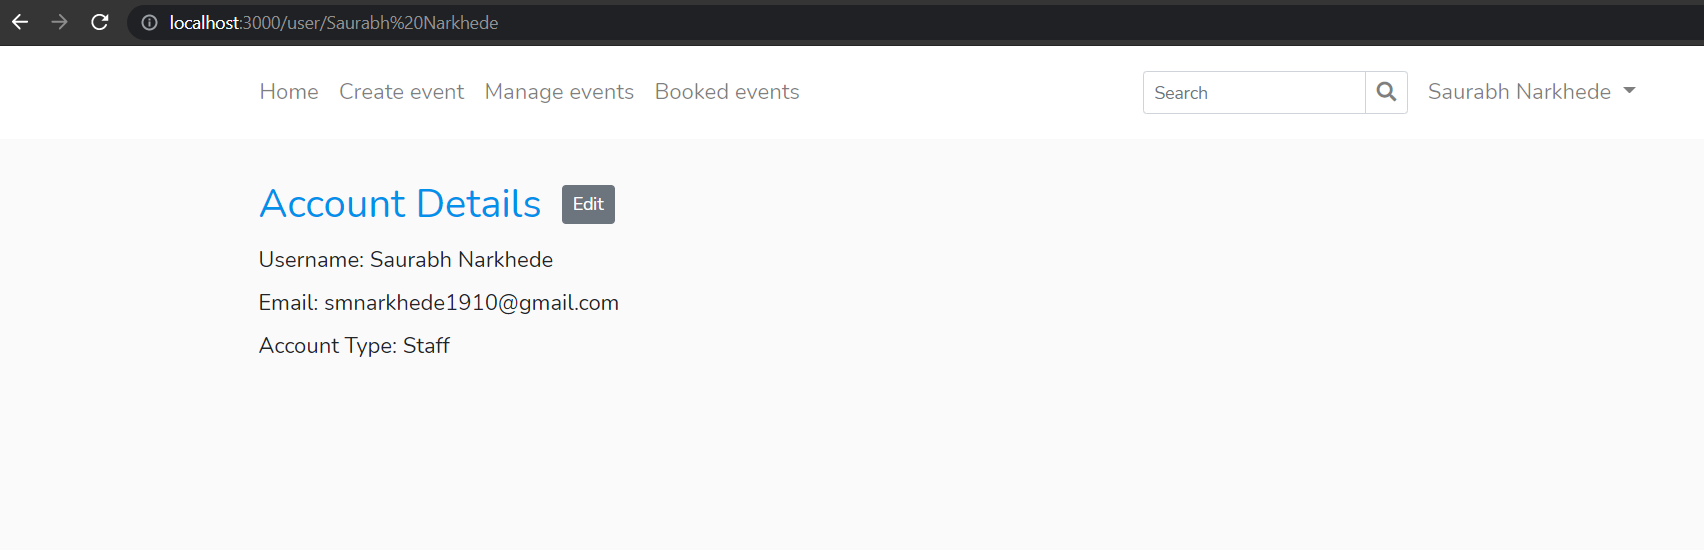 localhost:3000/user/Saurabh%20Narkhede
Home Create event Manage events Booked events Search Saurabh Narkhede
Account Details Edit
Username: Saurabh Narkhede
Email: smnarkhede1910@gmail.com
Account Type: Staff